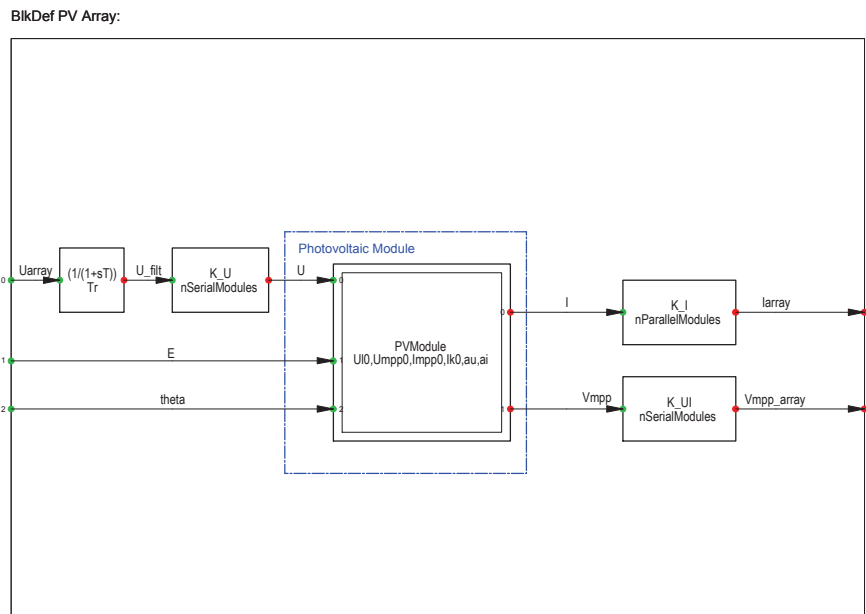 BlkDef PV Array:
Photovoltaic Module
0
Uarray
(1/(1+sT))
Tr
U_filt
K_U
nSerialModules
U
0
0
I
K_I
nParallelModules
Iarray
PVModule
Ul0,Umpp0,Impp0,Ik0,au,ai
1
E
1
2
theta
2
1
Vmpp
K_UI
nSerialModules
Vmpp_array